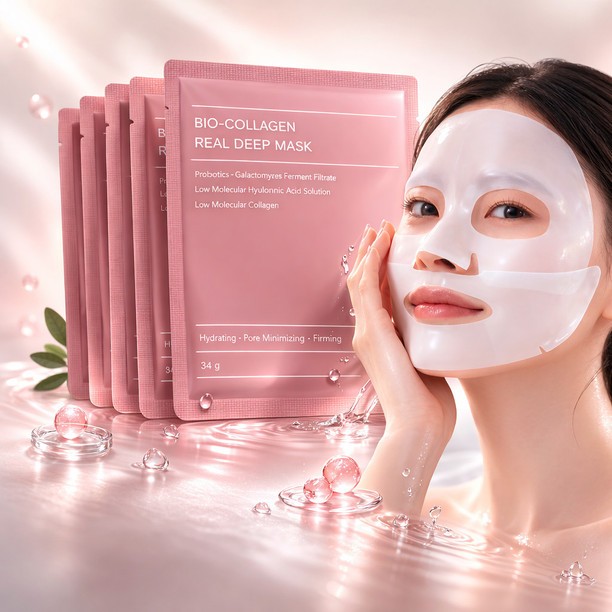 BIO-COLLAGEN
REAL DEEP MASK
Probotics - Galactomyces Ferment Filtrate
Low Molecular Hyulonnic Acid Solution
Low Molecular Collagen
Hydrating - Pore Minimizing - Firming
34 g